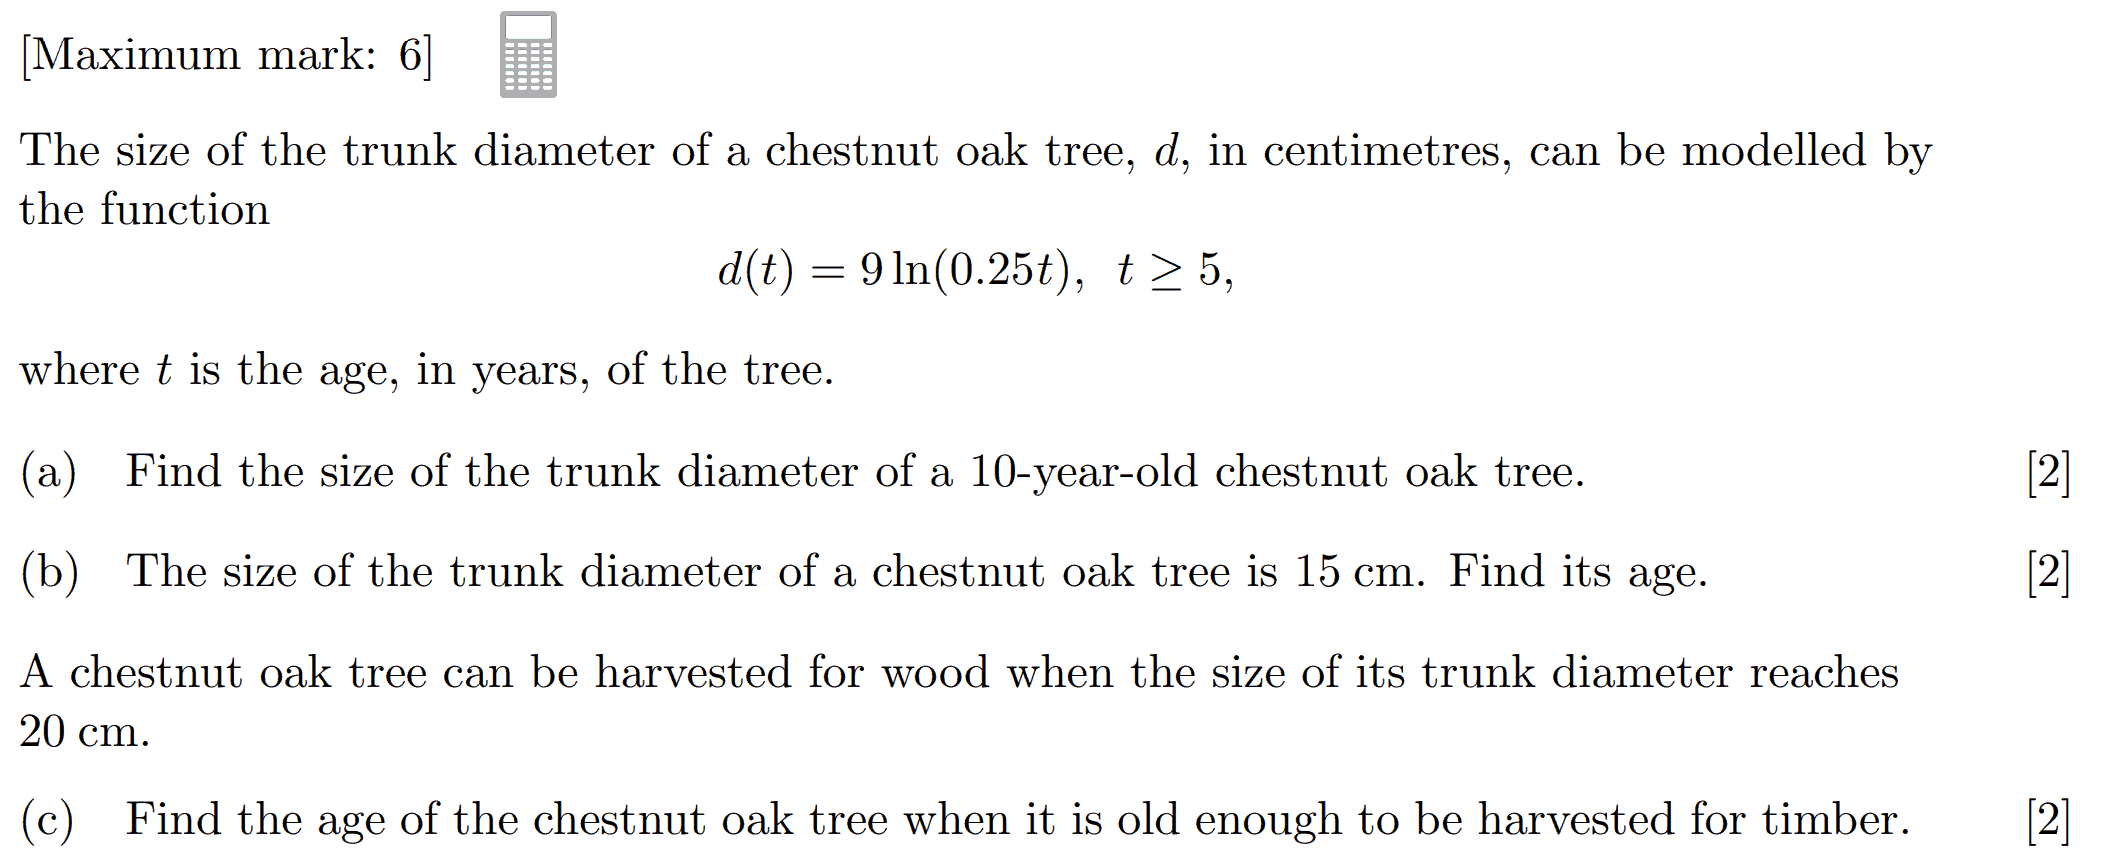 [Maximum mark: 6]
The size of the trunk diameter of a chestnut oak tree, d, in centimetres, can be modelled by
the function
d(t) = 9 ln(0.25t), t ≥ 5,
where t is the age, in years, of the tree.
(a) Find the size of the trunk diameter of a 10-year-old chestnut oak tree. [2]
(b) The size of the trunk diameter of a chestnut oak tree is 15 cm. Find its age. [2]
A chestnut oak tree can be harvested for wood when the size of its trunk diameter reaches
20 cm.
(c) Find the age of the chestnut oak tree when it is old enough to be harvested for timber. [2]